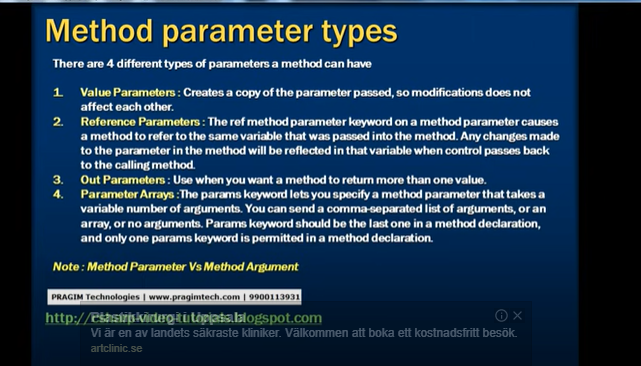 Method parameter types
There are 4 different types of parameters a method can have
1. Value Parameters : Creates a copy of the parameter passed, so modifications does not
affect each other.
2. Reference Parameters : The ref method parameter keyword on a method parameter causes
a method to refer to the same variable that was passed into the method. Any changes made
to the parameter in the method will be reflected in that variable when control passes back
to the calling method.
3. Out Parameters : Use when you want a method to return more than one value.
4. Parameter Arrays :The params keyword lets you specify a method parameter that takes a
variable number of arguments. You can send a comma-separated list of arguments, or an
array, or no arguments. Params keyword should be the last one in a method declaration,
and only one params keyword is permitted in a method declaration.
Note : Method Parameter Vs Method Argument
PRAGIM Technologies | www.pragimtech.com | 9900113931
http://csharp-video-tutorials.blogspot.com
Vi är en av landets säkraste kliniker. Välkommen att boka ett kostnadsfritt besök.
artclinic.se